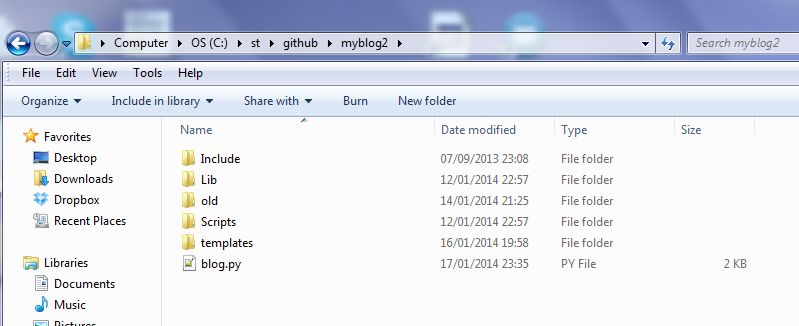 Computer OS (C:) st github myblog2 Search myblog2
File Edit View Tools Help
Organize Include in library Share with Burn New folder
Name Date modified Type Size
Favorites
Desktop
Downloads
Dropbox
Recent Places
Libraries
Documents
Music
Pictures
Include 07/09/2013 23:08 File folder
Lib 12/01/2014 22:57 File folder
old 14/01/2014 21:25 File folder
Scripts 12/01/2014 22:57 File folder
templates 16/01/2014 19:58 File folder
blog.py 17/01/2014 23:35 PY File 2 KB